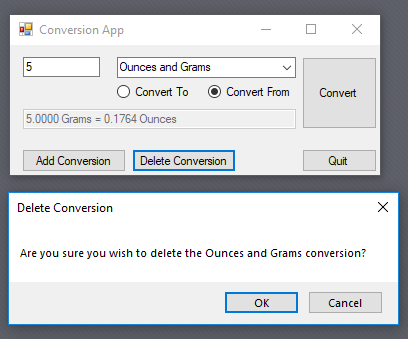 Conversion App
5
Ounces and Grams
Convert To
Convert From
Convert
5.0000 Grams = 0.1764 Ounces
Add Conversion
Delete Conversion
Quit
Delete Conversion
Are you sure you wish to delete the Ounces and Grams conversion?
OK
Cancel